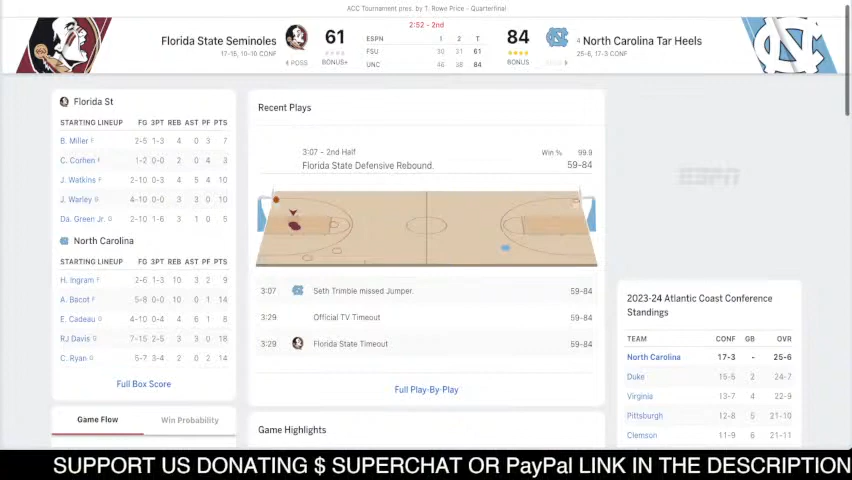 ACC Tournament pres. by T. Rowe Price - Quarterfinal
Florida State Seminoles
17-15, 10-10 CONF
61
POSS
BONUS+
2:52 - 2nd
ESPN 1 2 T
FSU 30 31 61
UNC 46 38 84
84
BONUS
4 North Carolina Tar Heels
25-6, 17-3 CONF
Florida St
STARTING LINEUP FG 3PT REB AST PF PTS
B. Miller F 2-5 1-3 4 0 3 7
C. Corhen F 1-2 0-0 2 0 4 3
J. Watkins F 2-10 0-3 4 5 4 10
J. Warley G 4-10 0-0 3 3 0 10
Da. Green Jr. G 2-10 1-6 3 1 0 5
North Carolina
STARTING LINEUP FG 3PT REB AST PF PTS
H. Ingram F 2-6 1-3 10 3 2 9
A. Bacot F 5-8 0-0 10 0 1 14
E. Cadeau G 4-10 0-4 4 6 1 8
RJ Davis G 7-15 2-5 3 3 0 18
C. Ryan G 5-7 3-4 2 0 2 14
Full Box Score
Game Flow
Win Probability
Recent Plays
3:07 - 2nd Half
Florida State Defensive Rebound.
Win % 99.9
59-84
3:07 Seth Trimble missed Jumper. 59-84
3:29 Official TV Timeout 59-84
3:29 Florida State Timeout 59-84
Full Play-By-Play
Game Highlights
ESPN
2023-24 Atlantic Coast Conference
Standings
TEAM CONF GB OVR
North Carolina 17-3 - 25-6
Duke 15-5 2 24-7
Virginia 13-7 4 22-9
Pittsburgh 12-8 5 21-10
Clemson 11-9 6 21-11
SUPPORT US DONATING $ SUPERCHAT OR PayPal LINK IN THE DESCRIPTION